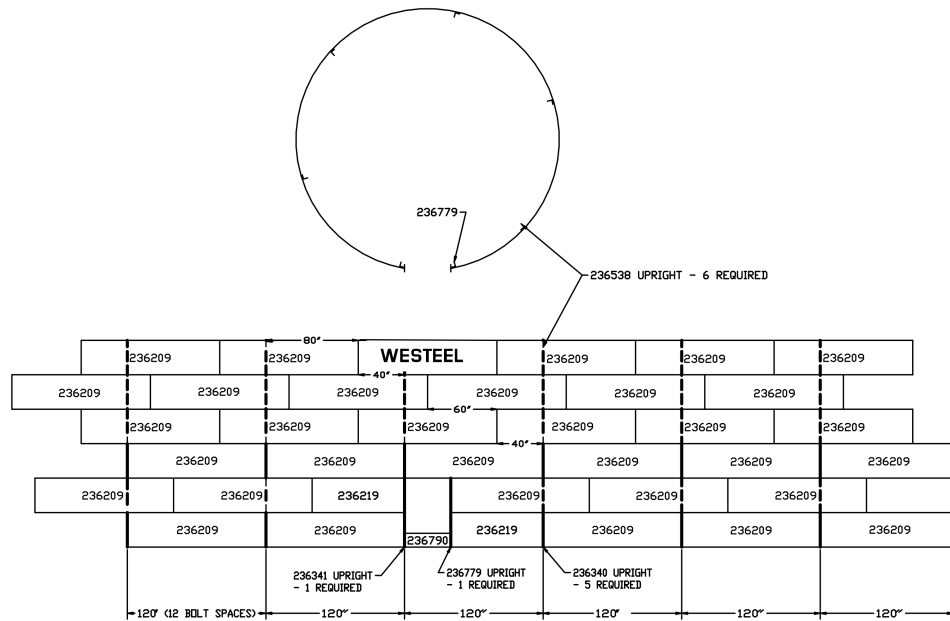 236779
236538 UPRIGHT - 6 REQUIRED
80"
236209 236209 WESTEEL 236209 236209 236209
40"
236209 236209 236209 236209 236209 236209
60"
236209 236209 236209 236209 236209 236209
40"
236209 236209 236209 236209 236209 236209
236209 236209 236219 236209 236209 236209
236209 236209 236219 236209 236209 236209
236790
236341 UPRIGHT
- 1 REQUIRED
236779 UPRIGHT
- 1 REQUIRED
236340 UPRIGHT
- 5 REQUIRED
120" (12 BOLT SPACES) 120" 120" 120" 120" 120"